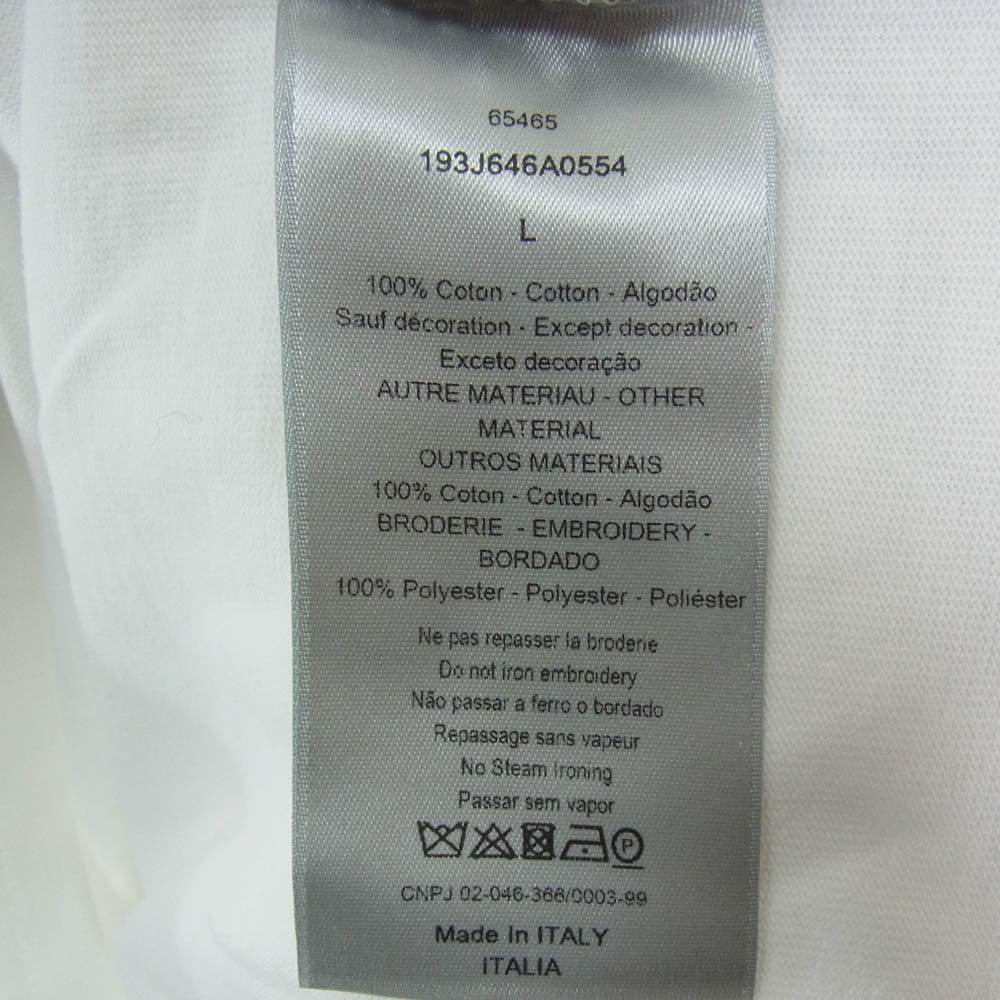 65465
193J646A0554
L
100% Coton - Cotton - Algodão
Sauf décoration - Except decoration -
Exceto decoração
AUTRE MATERIAU - OTHER
MATERIAL
OUTROS MATERIAIS
100% Coton - Cotton - Algodão
BRODERIE - EMBROIDERY -
BORDADO
100% Polyester - Polyester - Poliéster
Ne pas repasser la broderie
Do not iron embroidery
Não passar a ferro o bordado
Repassage sans vapeur
No Steam Ironing
Passar sem vapor
P
CNPJ 02-046-366/0003-99
Made In ITALY
ITALIA